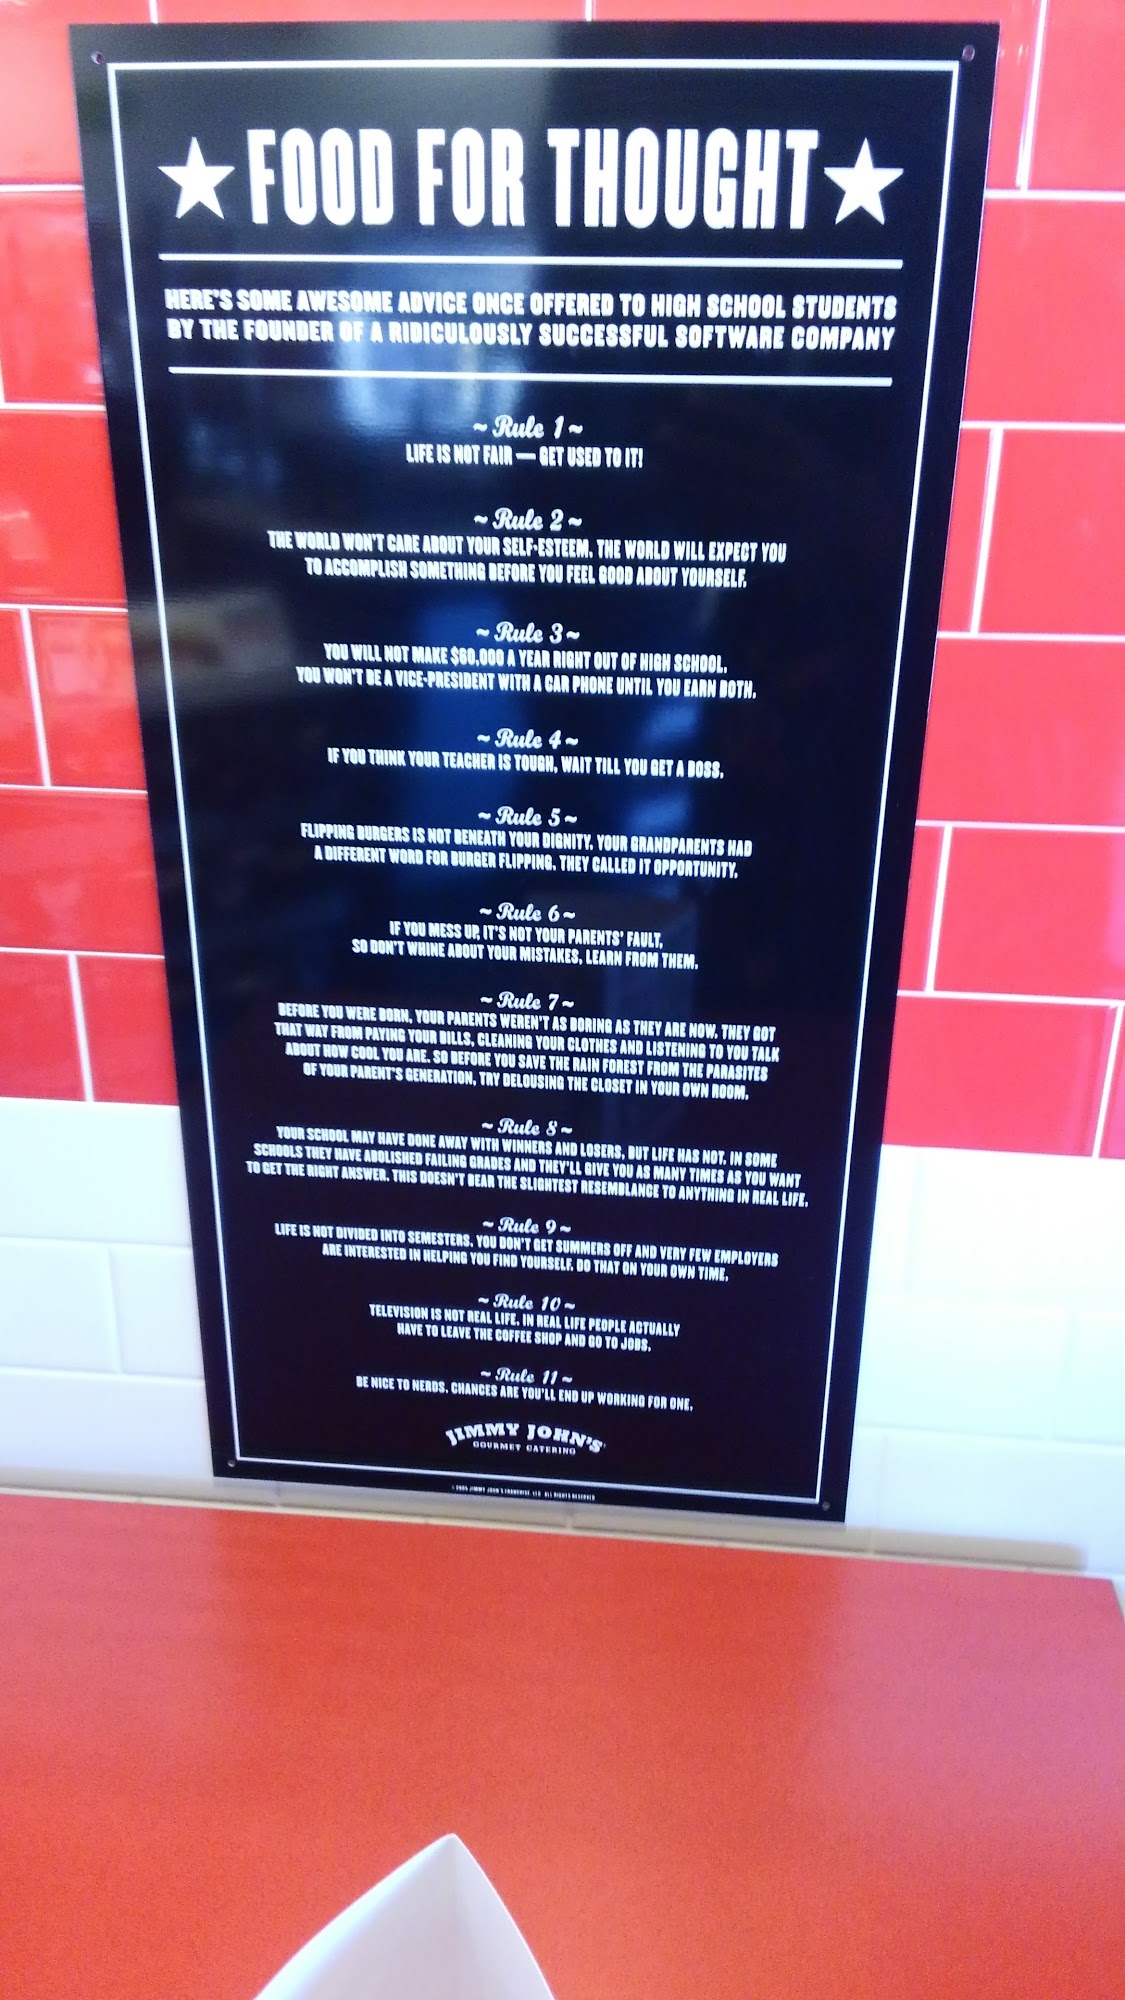 ★ FOOD FOR THOUGHT ★
HERE'S SOME AWESOME ADVICE ONCE OFFERED TO HIGH SCHOOL STUDENTS
BY THE FOUNDER OF A RIDICULOUSLY SUCCESSFUL SOFTWARE COMPANY
~ Rule 1 ~
LIFE IS NOT FAIR — GET USED TO IT!
~ Rule 2 ~
THE WORLD WON'T CARE ABOUT YOUR SELF-ESTEEM. THE WORLD WILL EXPECT YOU
TO ACCOMPLISH SOMETHING BEFORE YOU FEEL GOOD ABOUT YOURSELF.
~ Rule 3 ~
YOU WILL NOT MAKE $60,000 A YEAR RIGHT OUT OF HIGH SCHOOL.
YOU WON'T BE A VICE-PRESIDENT WITH A CAR PHONE UNTIL YOU EARN BOTH.
~ Rule 4 ~
IF YOU THINK YOUR TEACHER IS TOUGH, WAIT TILL YOU GET A BOSS.
~ Rule 5 ~
FLIPPING BURGERS IS NOT BENEATH YOUR DIGNITY. YOUR GRANDPARENTS HAD
A DIFFERENT WORD FOR BURGER FLIPPING. THEY CALLED IT OPPORTUNITY.
~ Rule 6 ~
IF YOU MESS UP, IT'S NOT YOUR PARENTS' FAULT,
SO DON'T WHINE ABOUT YOUR MISTAKES, LEARN FROM THEM.
~ Rule 7 ~
BEFORE YOU WERE BORN, YOUR PARENTS WEREN'T AS BORING AS THEY ARE NOW. THEY GOT
THAT WAY FROM PAYING YOUR BILLS, CLEANING YOUR CLOTHES AND LISTENING TO YOU TALK
ABOUT HOW COOL YOU ARE. SO BEFORE YOU SAVE THE RAIN FOREST FROM THE PARASITES
OF YOUR PARENT'S GENERATION, TRY DELOUSING THE CLOSET IN YOUR OWN ROOM.
~ Rule 8 ~
YOUR SCHOOL MAY HAVE DONE AWAY WITH WINNERS AND LOSERS, BUT LIFE HAS NOT. IN SOME
SCHOOLS THEY HAVE ABOLISHED FAILING GRADES AND THEY'LL GIVE YOU AS MANY TIMES AS YOU WANT
TO GET THE RIGHT ANSWER. THIS DOESN'T BEAR THE SLIGHTEST RESEMBLANCE TO ANYTHING IN REAL LIFE.
~ Rule 9 ~
LIFE IS NOT DIVIDED INTO SEMESTERS. YOU DON'T GET SUMMERS OFF AND VERY FEW EMPLOYERS
ARE INTERESTED IN HELPING YOU FIND YOURSELF. DO THAT ON YOUR OWN TIME.
~ Rule 10 ~
TELEVISION IS NOT REAL LIFE. IN REAL LIFE PEOPLE ACTUALLY
HAVE TO LEAVE THE COFFEE SHOP AND GO TO JOBS.
~ Rule 11 ~
BE NICE TO NERDS. CHANCES ARE YOU'LL END UP WORKING FOR ONE.
JIMMY JOHN'S
GOURMET CATERING
JIMMY JOHN'S FRANCHISE, LLC ALL RIGHTS RESERVED